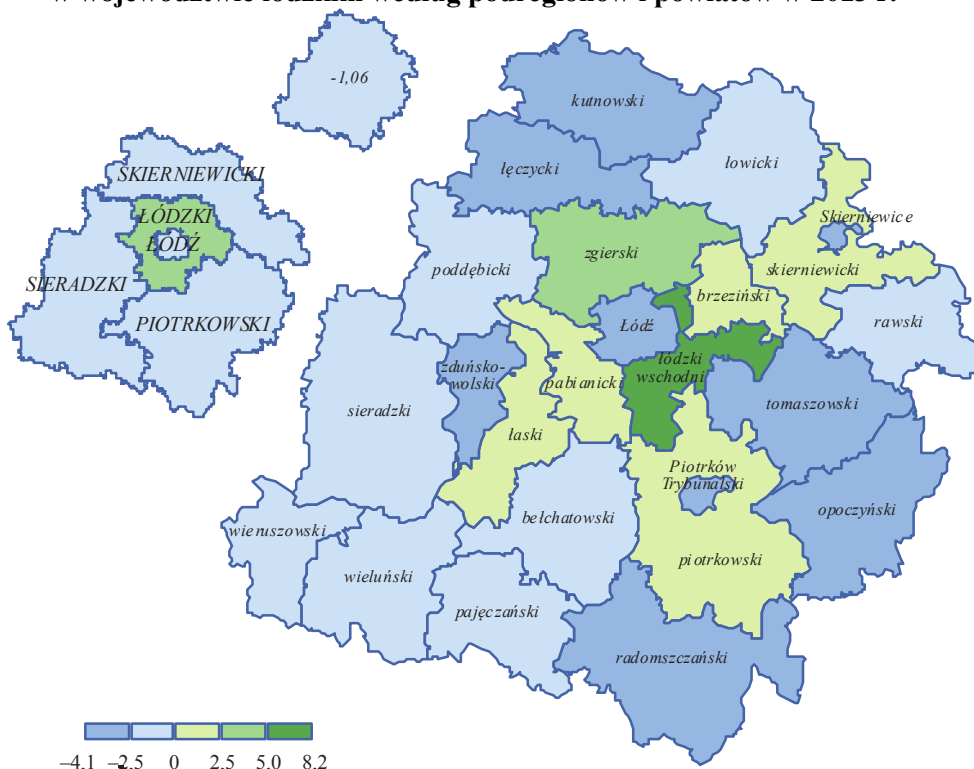 w województwie łódzkim według podregionów i powiatów w 2023 r.
-1,06
kutnowski
łęczycki
łowicki
SKIERNIEWICKI
ŁÓDZKI
ŁÓDŹ
SIERADZKI
PIOTRKOWSKI
Skierniewice
poddębicki
zgierski
skierniewicki
brzeziński
rawski
Łódź
łódzki
wschodni
zduńsko-
wolski
pabianicki
sieradzki
tomaszowski
łaski
Piotrków
Trybunalski
opoczyński
bełchatowski
wieruszowski
wieluński
piotrkowski
pajęczański
radomszczański
–4,1 –2,5 0 2,5 5,0 8,2